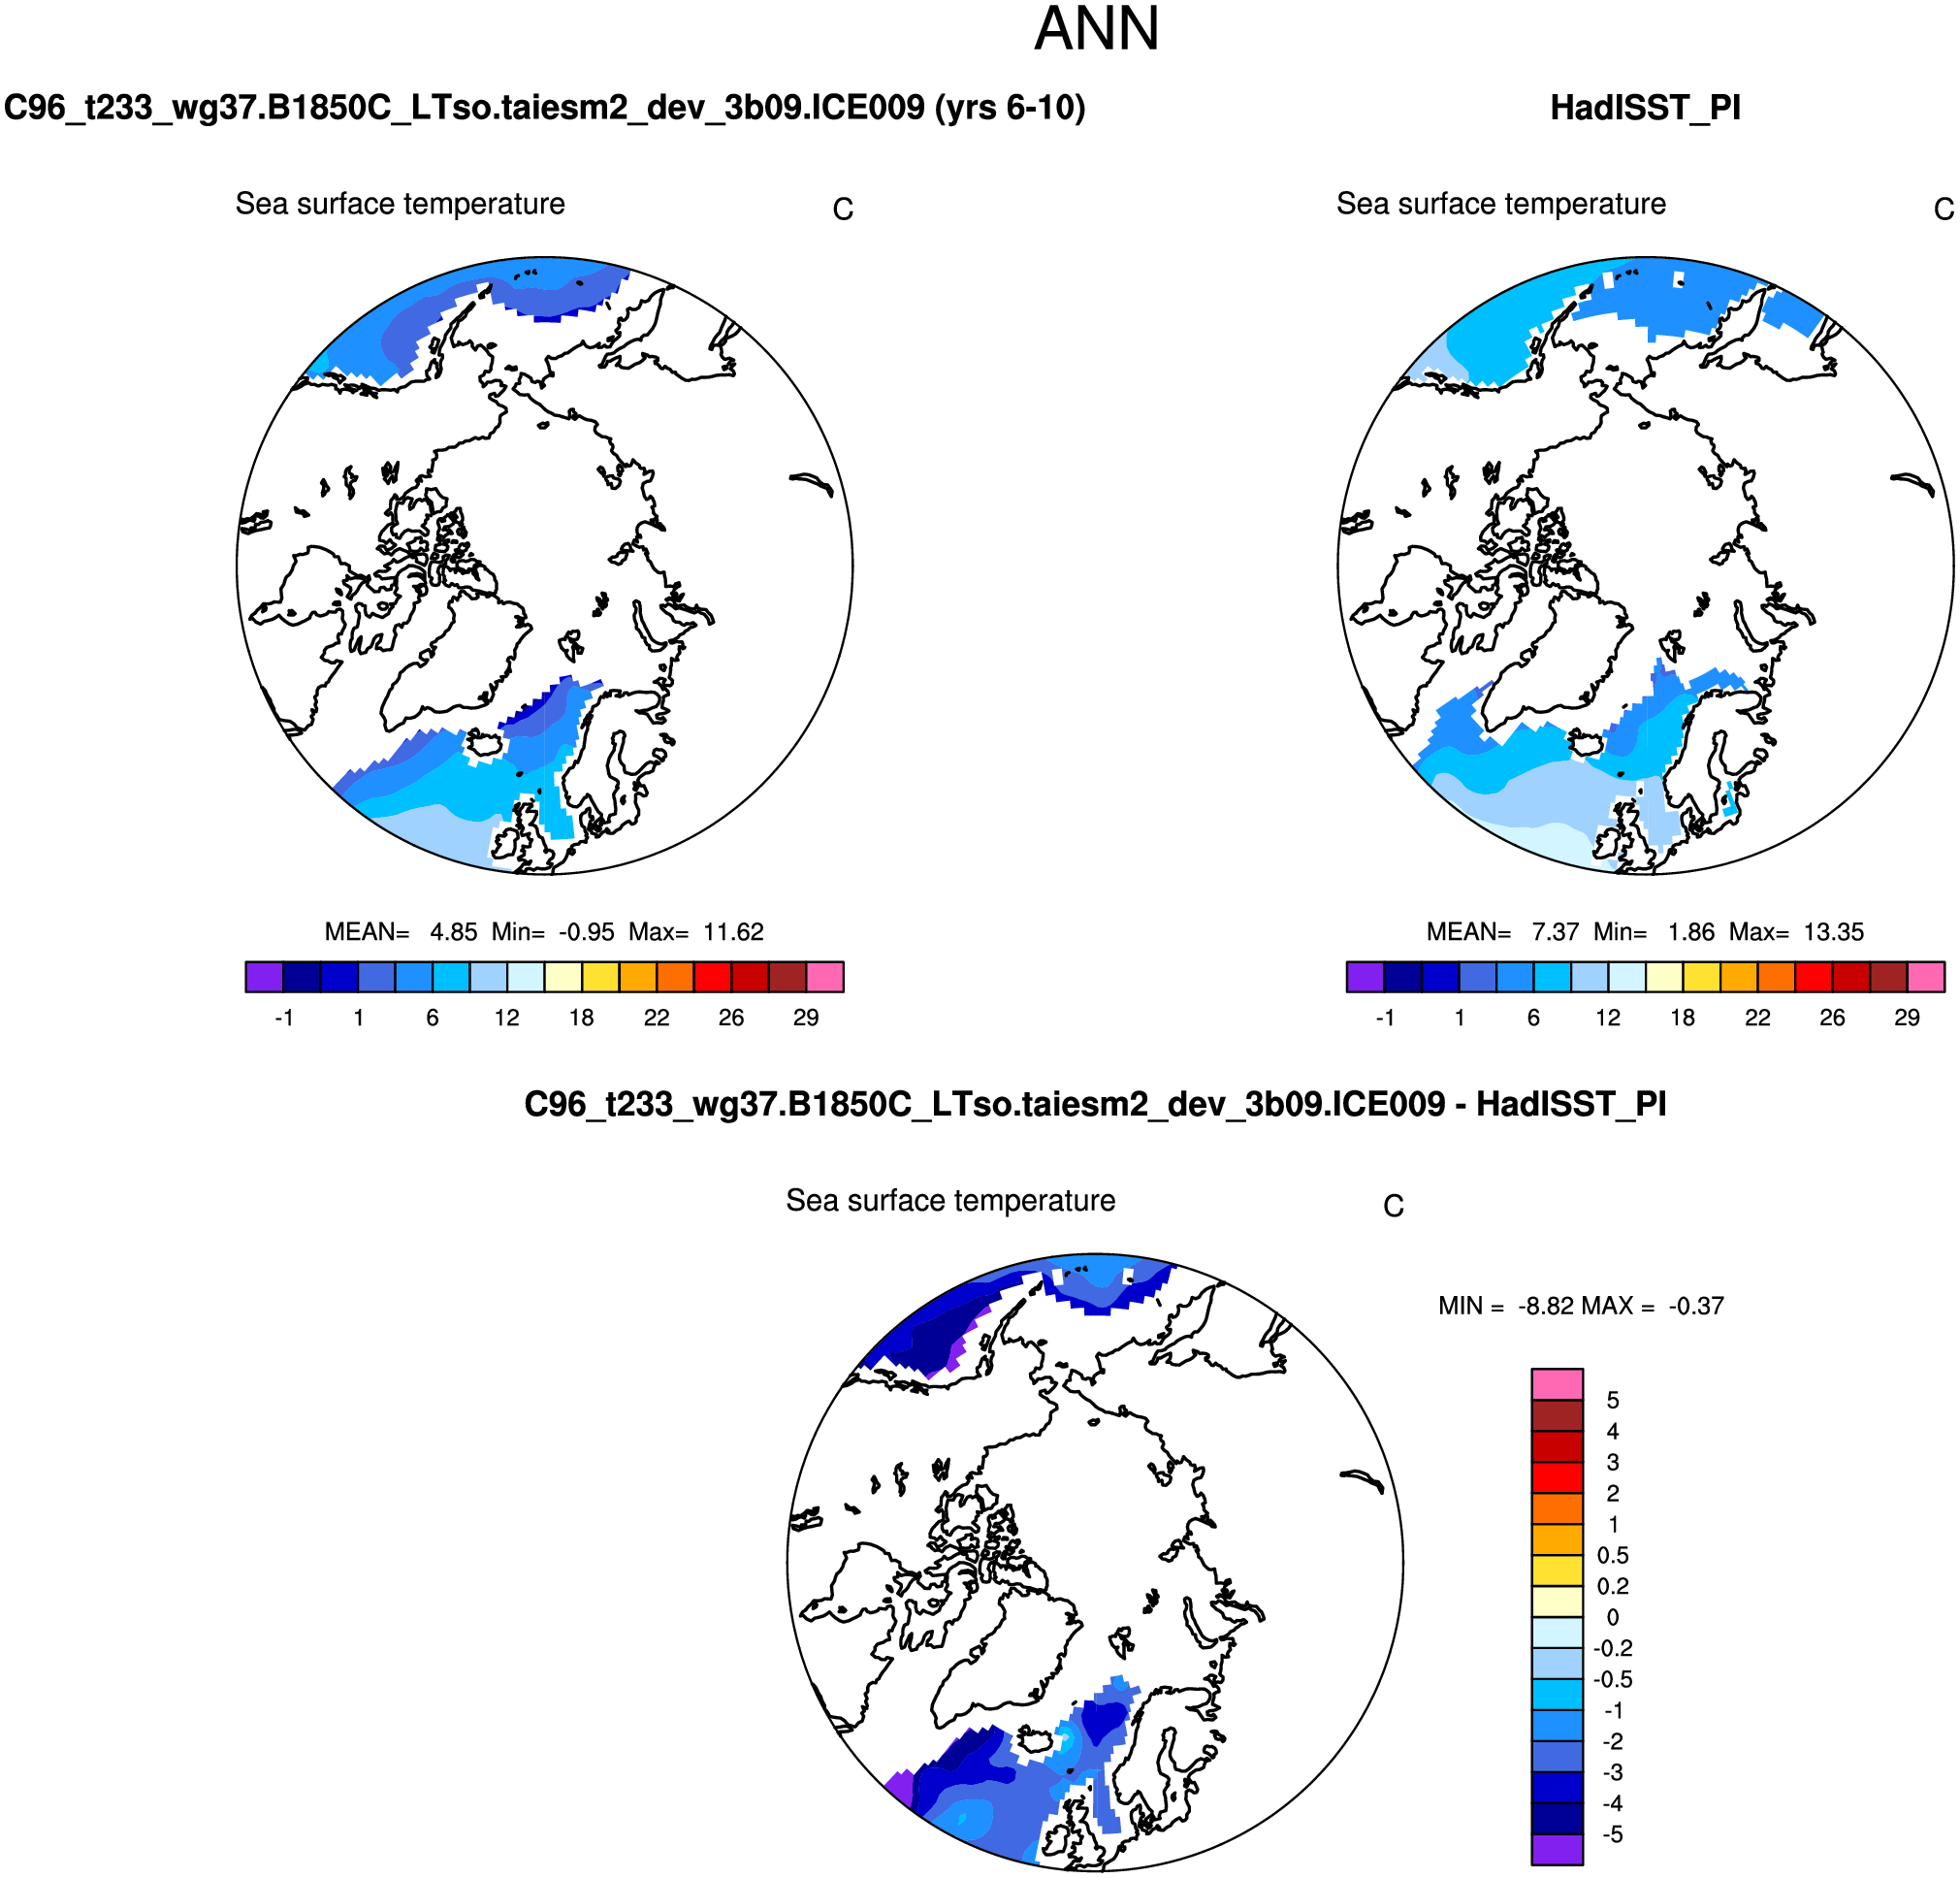 ANN
C96_t233_wg37.B1850C_LTso.taiesm2_dev_3b09.ICE009 (yrs 6-10)
HadISST_PI
Sea surface temperature C
Sea surface temperature C
MEAN= 4.85 Min= -0.95 Max= 11.62
MEAN= 7.37 Min= 1.86 Max= 13.35
-1 1 6 12 18 22 26 29
-1 1 6 12 18 22 26 29
C96_t233_wg37.B1850C_LTso.taiesm2_dev_3b09.ICE009 - HadISST_PI
Sea surface temperature C
MIN = -8.82 MAX = -0.37
5
4
3
2
1
0.5
0.2
0
-0.2
-0.5
-1
-2
-3
-4
-5